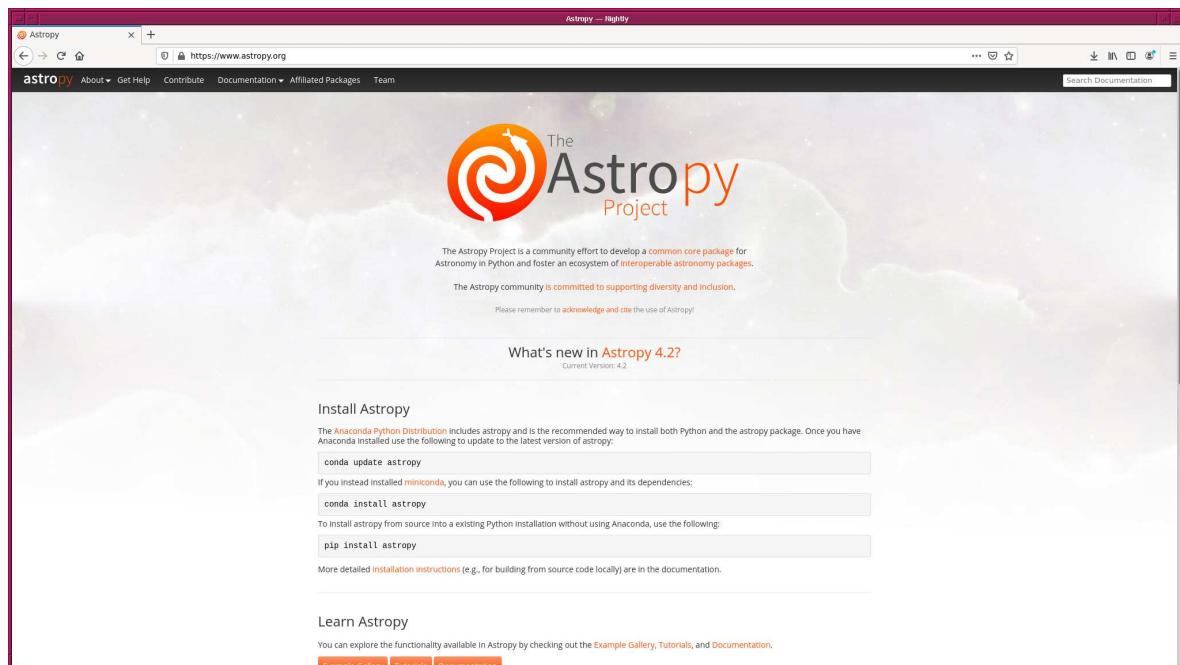 Astropy — Nightly
Astropy × +
https://www.astropy.org
astropy About Get Help Contribute Documentation Affiliated Packages Team Search Documentation
The
Astropy
Project
The Astropy Project is a community effort to develop a common core package for
Astronomy in Python and foster an ecosystem of interoperable astronomy packages.
The Astropy community is committed to supporting diversity and inclusion.
Please remember to acknowledge and cite the use of Astropy!
What's new in Astropy 4.2?
Current Version: 4.2
Install Astropy
The Anaconda Python Distribution includes astropy and is the recommended way to install both Python and the astropy package. Once you have
Anaconda installed use the following to update to the latest version of astropy:
conda update astropy
If you instead installed miniconda, you can use the following to install astropy and its dependencies:
conda install astropy
To install astropy from source into a existing Python installation without using Anaconda, use the following:
pip install astropy
More detailed installation instructions (e.g., for building from source code locally) are in the documentation.
Learn Astropy
You can explore the functionality available in Astropy by checking out the Example Gallery, Tutorials, and Documentation.